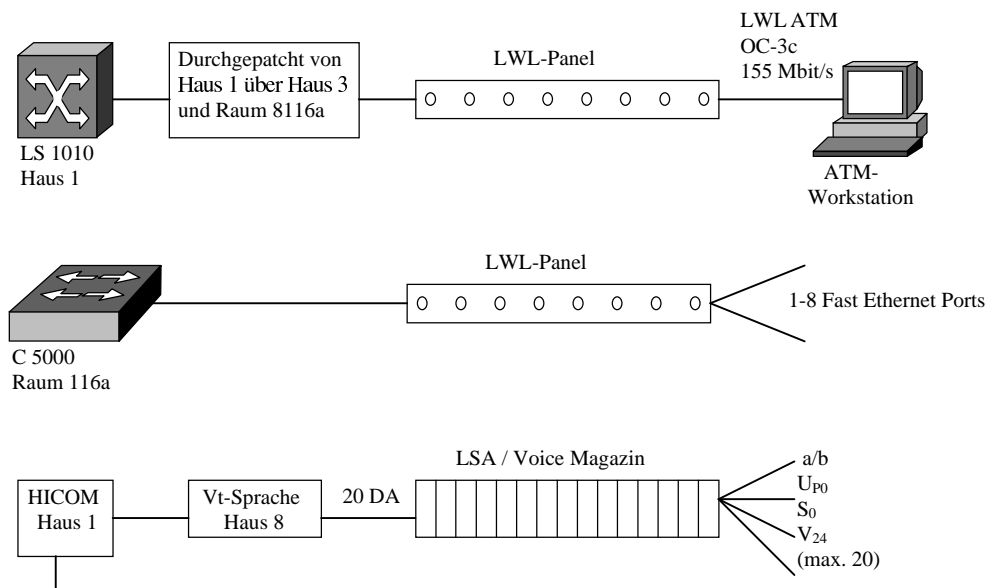 LWL ATM
OC-3c
155 Mbit/s
Durchgepatcht von
Haus 1 über Haus 3
und Raum 8116a
LWL-Panel
LS 1010
Haus 1
ATM-
Workstation
LWL-Panel
1-8 Fast Ethernet Ports
C 5000
Raum 116a
LSA / Voice Magazin
HICOM
Haus 1
Vt-Sprache
Haus 8
20 DA
a/b
UP0
S0
V24
(max. 20)